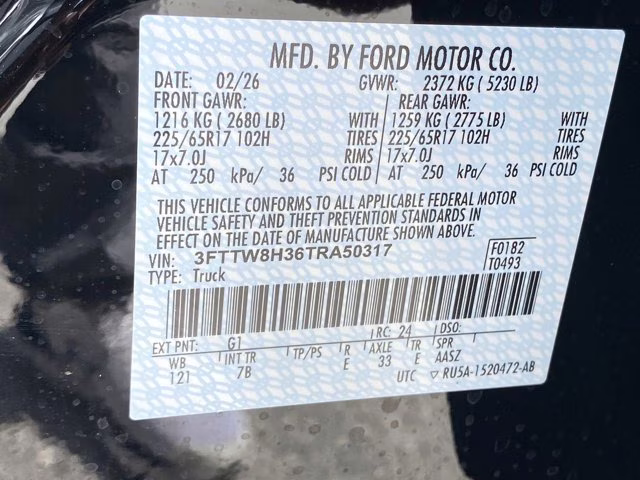 MFD. BY FORD MOTOR CO.
DATE: 02/26 GVWR: 2372 KG ( 5230 LB)
FRONT GAWR: REAR GAWR:
1216 KG ( 2680 LB) WITH 1259 KG ( 2775 LB) WITH
225/65R17 102H TIRES 225/65R17 102H TIRES
17x7.0J RIMS 17x7.0J RIMS
AT 250 kPa/ 36 PSI COLD AT 250 kPa/ 36 PSI COLD
THIS VEHICLE CONFORMS TO ALL APPLICABLE FEDERAL MOTOR
VEHICLE SAFETY AND THEFT PREVENTION STANDARDS IN
EFFECT ON THE DATE OF MANUFACTURE SHOWN ABOVE.
VIN: 3FTTW8H36TRA50317 F0182
TYPE: Truck T0493
EXT PNT: G1 RC: 24 DSO:
WB INT TR TP/PS R AXLE TR SPR
121 7B E 33 E AASZ
UTC ▽ RU5A-1520472-AB